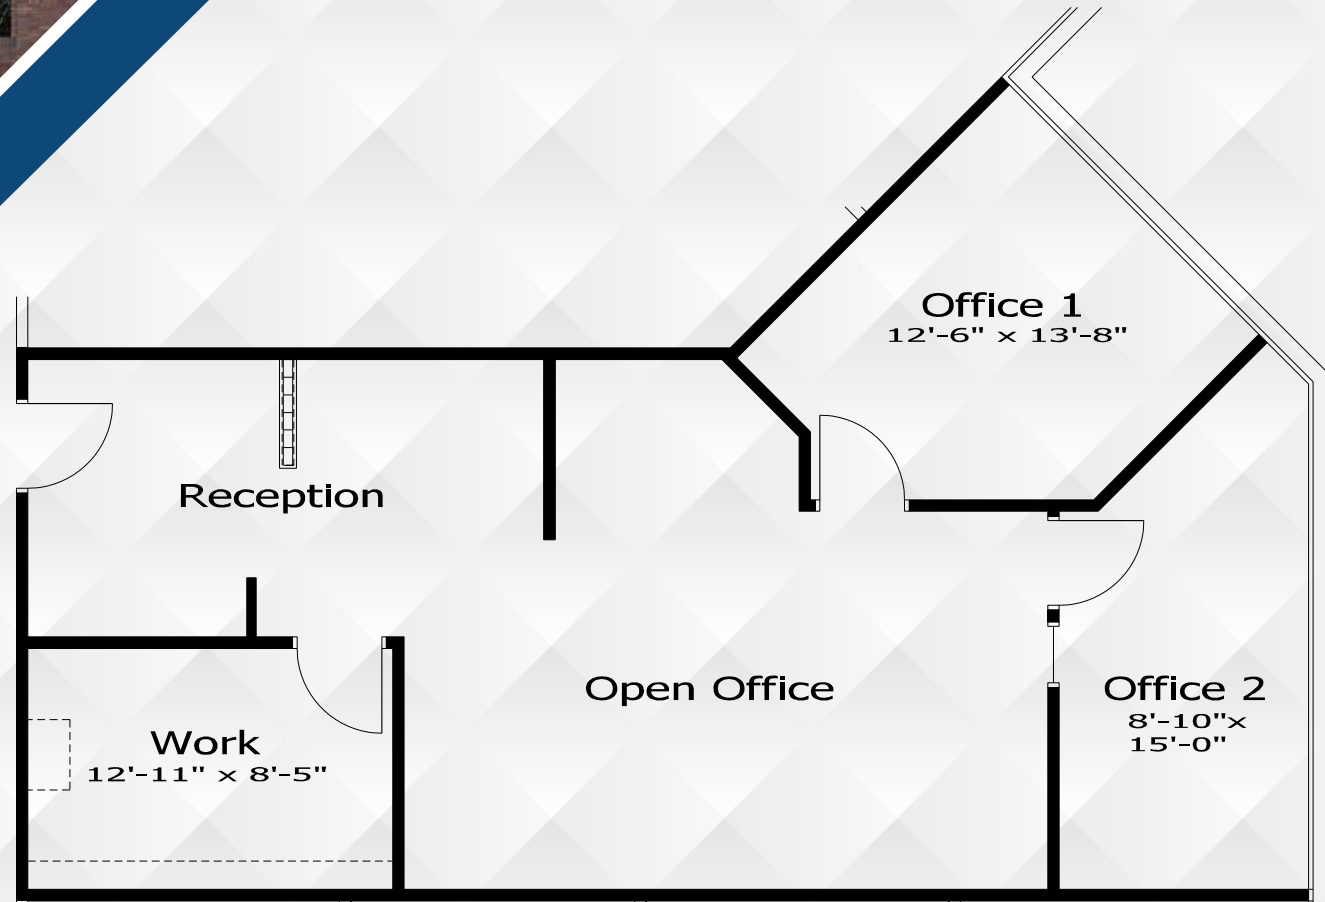 Office 1
12'-6" x 13'-8"
Reception
Open Office
Office 2
8'-10"x
15'-0"
Work
12'-11" x 8'-5"